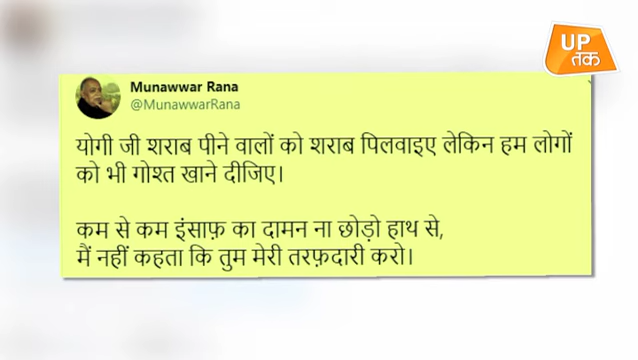 UP
तक
Munawwar Rana
@MunawwarRana
योगी जी शराब पीने वालों को शराब पिलवाइए लेकिन हम लोगों
को भी गोश्त खाने दीजिए।
कम से कम इंसाफ़ का दामन ना छोड़ो हाथ से,
मैं नहीं कहता कि तुम मेरी तरफ़दारी करो।